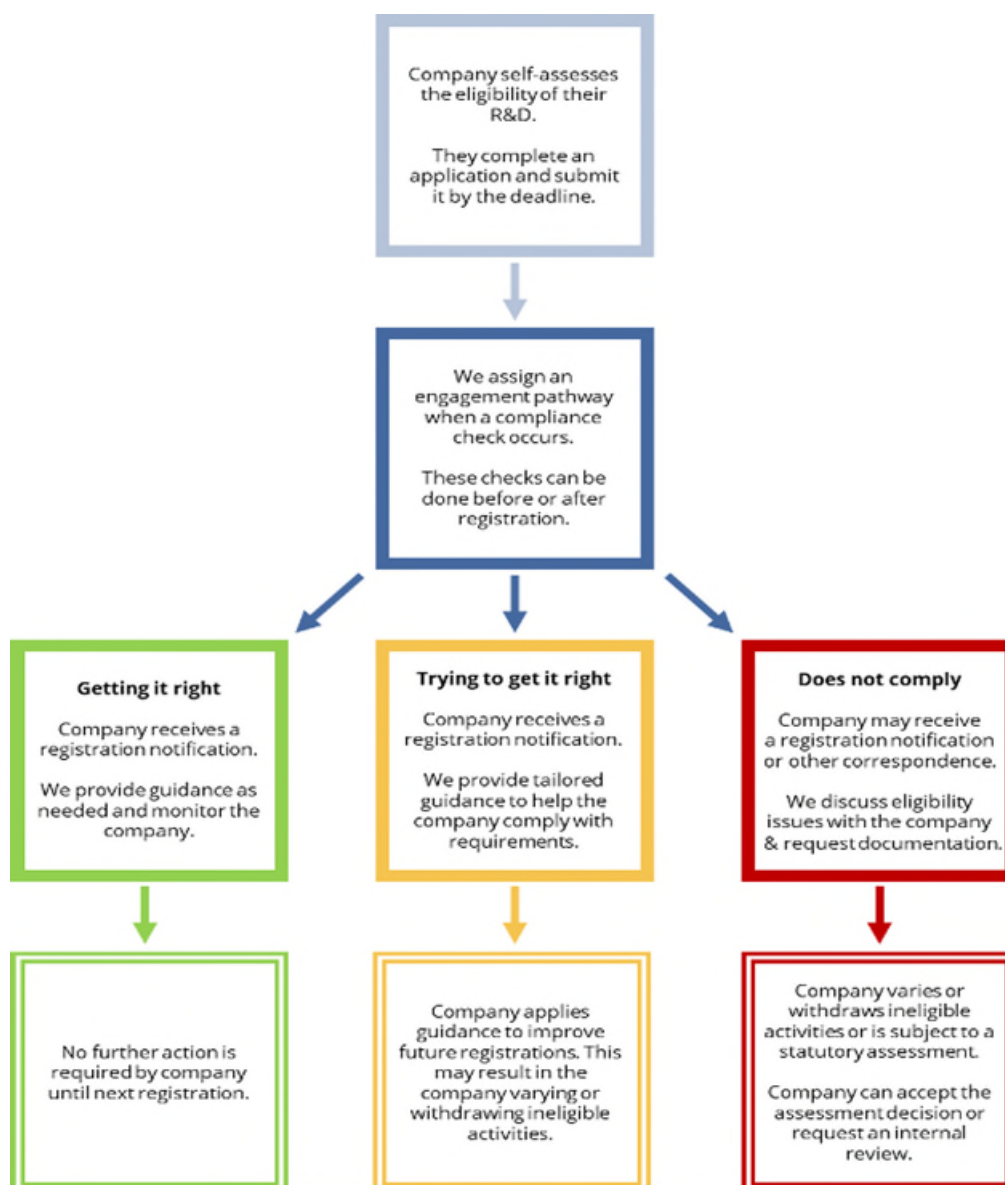 Company self-assesses
the eligibility of their
R&D.
They complete an
application and submit
it by the deadline.
We assign an
engagement pathway
when a compliance
check occurs.
These checks can be
done before or after
registration.
Getting it right
Company receives a
registration notification.
We provide guidance as
needed and monitor the
company.
Trying to get it right
Company receives a
registration notification.
We provide tailored
guidance to help the
company comply with
requirements.
Does not comply
Company may receive
a registration notification
or other correspondence.
We discuss eligibility
issues with the company
& request documentation.
No further action is
required by company
until next registration.
Company applies
guidance to improve
future registrations. This
may result in the
company varying or
withdrawing ineligible
activities.
Company varies or
withdraws ineligible
activities or is subject to a
statutory assessment.
Company can accept the
assessment decision or
request an internal
review.